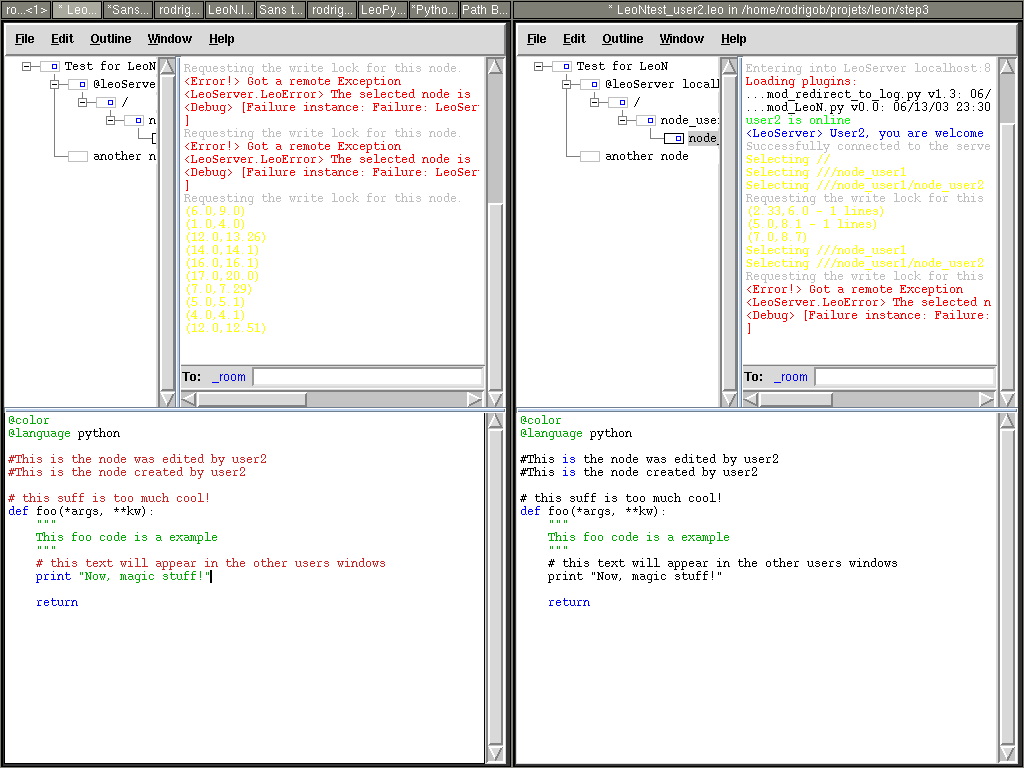 ro...<1>
* Leo...
*Sans...
rodrig...
LeoN.l...
Sans t...
rodrig...
LeoPy...
*Pytho...
Path B...
* LeoNtest_user2.leo in /home/rodrigob/projets/leon/step3
File Edit Outline Window Help
Test for LeoN
@leoServe
/
n
another n
Requesting the write lock for this node.
<Error!> Got a remote Exception
<LeoServer.LeoError> The selected node is
<Debug> [Failure instance: Failure: LeoSer
]
Requesting the write lock for this node.
<Error!> Got a remote Exception
<LeoServer.LeoError> The selected node is
<Debug> [Failure instance: Failure: LeoSer
]
Requesting the write lock for this node.
(6.0,9.0)
(1.0,4.0)
(12.0,13.26)
(14.0,14.1)
(16.0,16.1)
(17.0,20.0)
(7.0,7.29)
(5.0,5.1)
(4.0,4.1)
(12.0,12.51)
To: _room
@color
@language python
#This is the node was edited by user2
#This is the node created by user2
# this suff is too much cool!
def foo(*args, **kw):
"""
This foo code is a example
"""
# this text will appear in the other users windows
print "Now, magic stuff!"
return
File Edit Outline Window Help
Test for LeoN
@leoServer local
/
node_use
node_
another node
Entering into LeoServer localhost:8
Loading plugins:
...mod_redirect_to_log.py v1.3: 06/
...mod_LeoN.py v0.0: 06/13/03 23:30
user2 is online
<LeoServer> User2, you are welcome
Successfully connected to the serve
Selecting //
Selecting ///node_user1
Selecting ///node_user1/node_user2
Requesting the write lock for this
(2.33,6.0 - 1 lines)
(5.0,8.1 - 1 lines)
(7.0,8.7)
Selecting ///node_user1
Selecting ///node_user1/node_user2
Requesting the write lock for this
<Error!> Got a remote Exception
<LeoServer.LeoError> The selected n
<Debug> [Failure instance: Failure:
]
To: _room
@color
@language python
#This is the node was edited by user2
#This is the node created by user2
# this suff is too much cool!
def foo(*args, **kw):
"""
This foo code is a example
"""
# this text will appear in the other users windows
print "Now, magic stuff!"
return